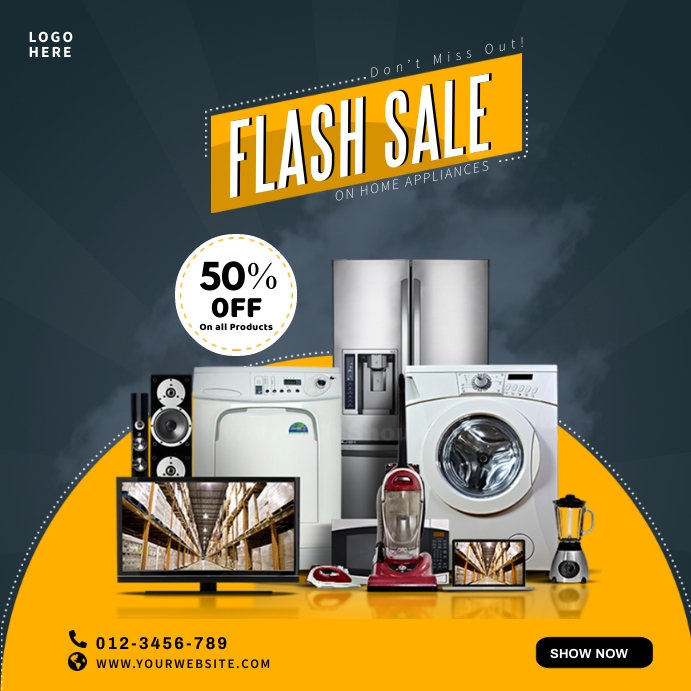 LOGO
HERE
Don't Miss Out!
FLASH SALE
ON HOME APPLIANCES
50%
OFF
On all Products
012-3456-789
WWW.YOURWEBSITE.COM
SHOW NOW